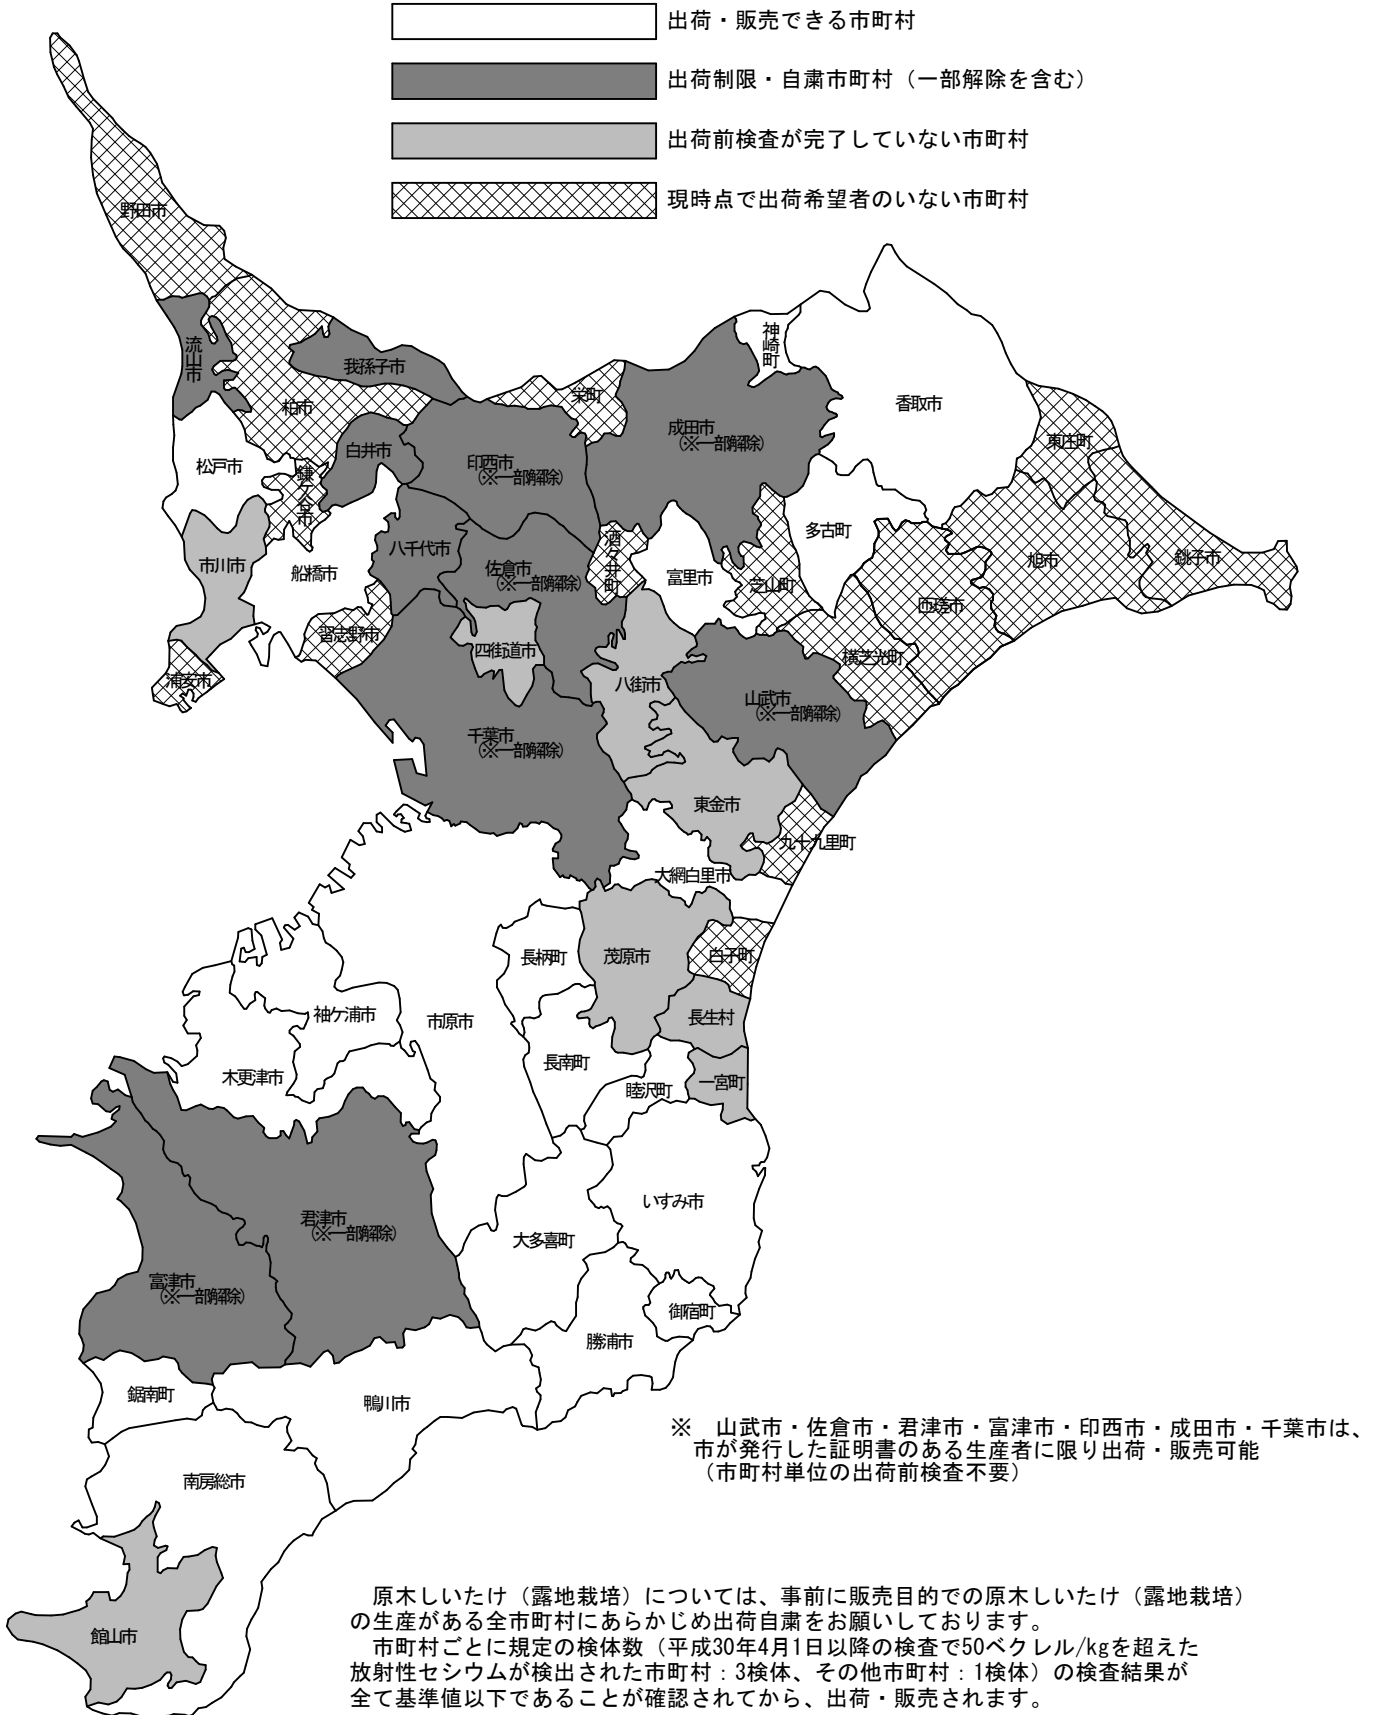 出荷・販売できる市町村
出荷制限・自粛市町村（一部解除を含む）
出荷前検査が完了していない市町村
現時点で出荷希望者のいない市町村
野田市
神崎町
流山市
我孫子市
栄町
香取市
柏市
成田市
（※一部解除）
東庄町
白井市
松戸市
印西市
（※一部解除）
鎌ケ谷市
多古町
八千代市
酒々井町
旭市
銚子市
市川市
船橋市
佐倉市
（※一部解除）
富里市
芝山町
匝瑳市
習志野市
四街道市
横芝光町
浦安市
八街市
山武市
（※一部解除）
千葉市
（※一部解除）
東金市
九十九里町
大網白里市
長柄町
茂原市
白子町
袖ケ浦市
市原市
長生村
長南町
木更津市
睦沢町
一宮町
いすみ市
君津市
（※一部解除）
大多喜町
富津市
（※一部解除）
御宿町
勝浦市
鋸南町
鴨川市
※　山武市・佐倉市・君津市・富津市・印西市・成田市・千葉市は、
市が発行した証明書のある生産者に限り出荷・販売可能
（市町村単位の出荷前検査不要）
南房総市
館山市
原木しいたけ（露地栽培）については、事前に販売目的での原木しいたけ（露地栽培）
の生産がある全市町村にあらかじめ出荷自粛をお願いしております。
市町村ごとに規定の検体数（平成30年4月1日以降の検査で50ベクレル/kgを超えた
放射性セシウムが検出された市町村：3検体、その他市町村：1検体）の検査結果が
全て基準値以下であることが確認されてから、出荷・販売されます。